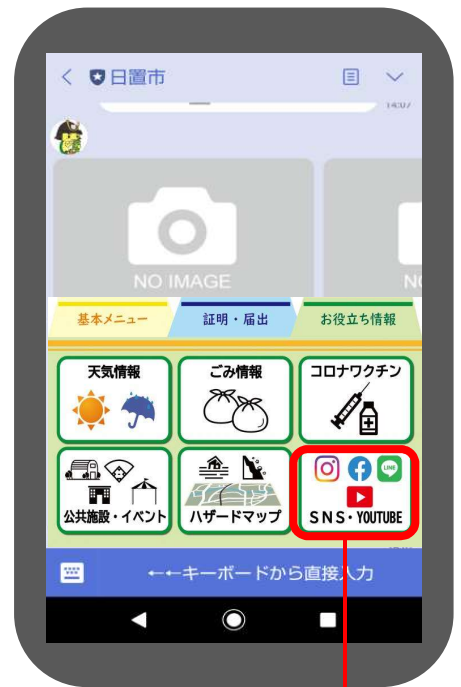 日置市
14:07
NO IMAGE
基本メニュー
証明・届出
お役立ち情報
天気情報
ごみ情報
コロナワクチン
LINE
公共施設・イベント
ハザードマップ
SNS・YOUTUBE
←←キーボードから直接入力